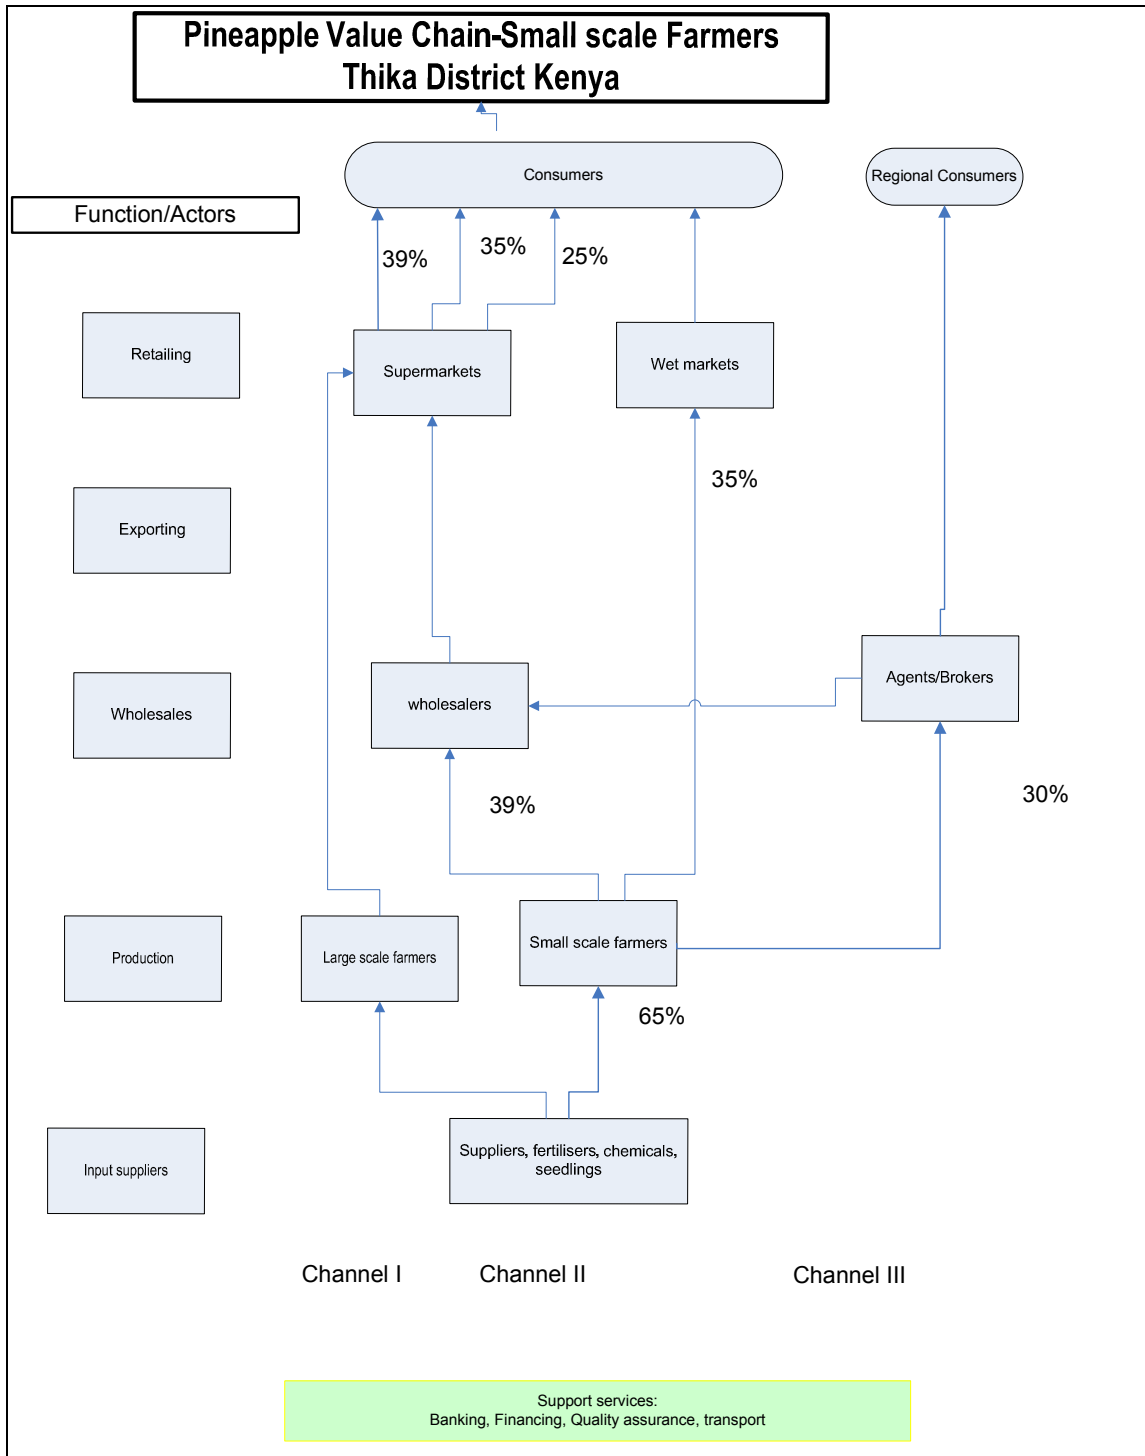 Pineapple Value Chain-Small scale Farmers
Thika District Kenya
Consumers
Regional Consumers
Function/Actors
39%
35%
25%
Retailing
Supermarkets
Wet markets
35%
Exporting
Wholesales
wholesalers
Agents/Brokers
39%
30%
Production
Large scale farmers
Small scale farmers
65%
Input suppliers
Suppliers, fertilisers, chemicals,
seedlings
Channel I
Channel II
Channel III
Support services:
Banking, Financing, Quality assurance, transport